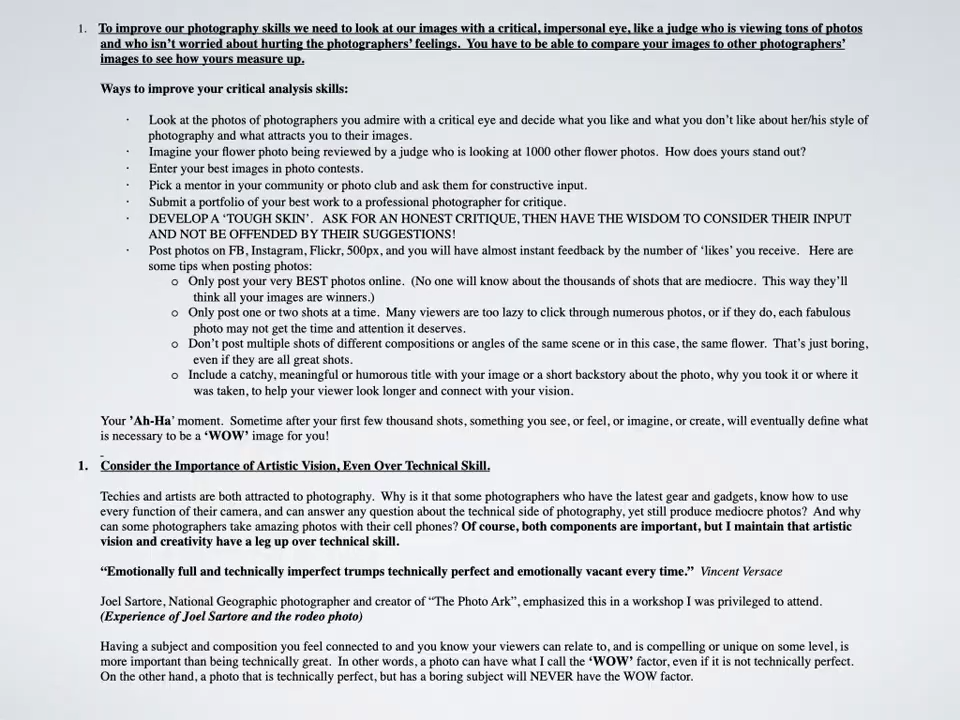 1. To improve our photography skills we need to look at our images with a critical, impersonal eye, like a judge who is viewing tons of photos
and who isn't worried about hurting the photographers' feelings. You have to be able to compare your images to other photographers'
images to see how yours measure up.
Ways to improve your critical analysis skills:
· Look at the photos of photographers you admire with a critical eye and decide what you like and what you don't like about her/his style of
photography and what attracts you to their images.
· Imagine your flower photo being reviewed by a judge who is looking at 1000 other flower photos. How does yours stand out?
· Enter your best images in photo contests.
· Pick a mentor in your community or photo club and ask them for constructive input.
· Submit a portfolio of your best work to a professional photographer for critique.
· DEVELOP A 'TOUGH SKIN'. ASK FOR AN HONEST CRITIQUE, THEN HAVE THE WISDOM TO CONSIDER THEIR INPUT
AND NOT BE OFFENDED BY THEIR SUGGESTIONS!
· Post photos on FB, Instagram, Flickr, 500px, and you will have almost instant feedback by the number of 'likes' you receive. Here are
some tips when posting photos:
o Only post your very BEST photos online. (No one will know about the thousands of shots that are mediocre. This way they'll
think all your images are winners.)
o Only post one or two shots at a time. Many viewers are too lazy to click through numerous photos, or if they do, each fabulous
photo may not get the time and attention it deserves.
o Don't post multiple shots of different compositions or angles of the same scene or in this case, the same flower. That's just boring,
even if they are all great shots.
o Include a catchy, meaningful or humorous title with your image or a short backstory about the photo, why you took it or where it
was taken, to help your viewer look longer and connect with your vision.
Your 'Ah-Ha' moment. Sometime after your first few thousand shots, something you see, or feel, or imagine, or create, will eventually define what
is necessary to be a 'WOW' image for you!
1. Consider the Importance of Artistic Vision, Even Over Technical Skill.
Techies and artists are both attracted to photography. Why is it that some photographers who have the latest gear and gadgets, know how to use
every function of their camera, and can answer any question about the technical side of photography, yet still produce mediocre photos? And why
can some photographers take amazing photos with their cell phones? Of course, both components are important, but I maintain that artistic
vision and creativity have a leg up over technical skill.
"Emotionally full and technically imperfect trumps technically perfect and emotionally vacant every time." Vincent Versace
Joel Sartore, National Geographic photographer and creator of "The Photo Ark", emphasized this in a workshop I was privileged to attend.
(Experience of Joel Sartore and the rodeo photo)
Having a subject and composition you feel connected to and you know your viewers can relate to, and is compelling or unique on some level, is
more important than being technically great. In other words, a photo can have what I call the 'WOW' factor, even if it is not technically perfect.
On the other hand, a photo that is technically perfect, but has a boring subject will NEVER have the WOW factor.